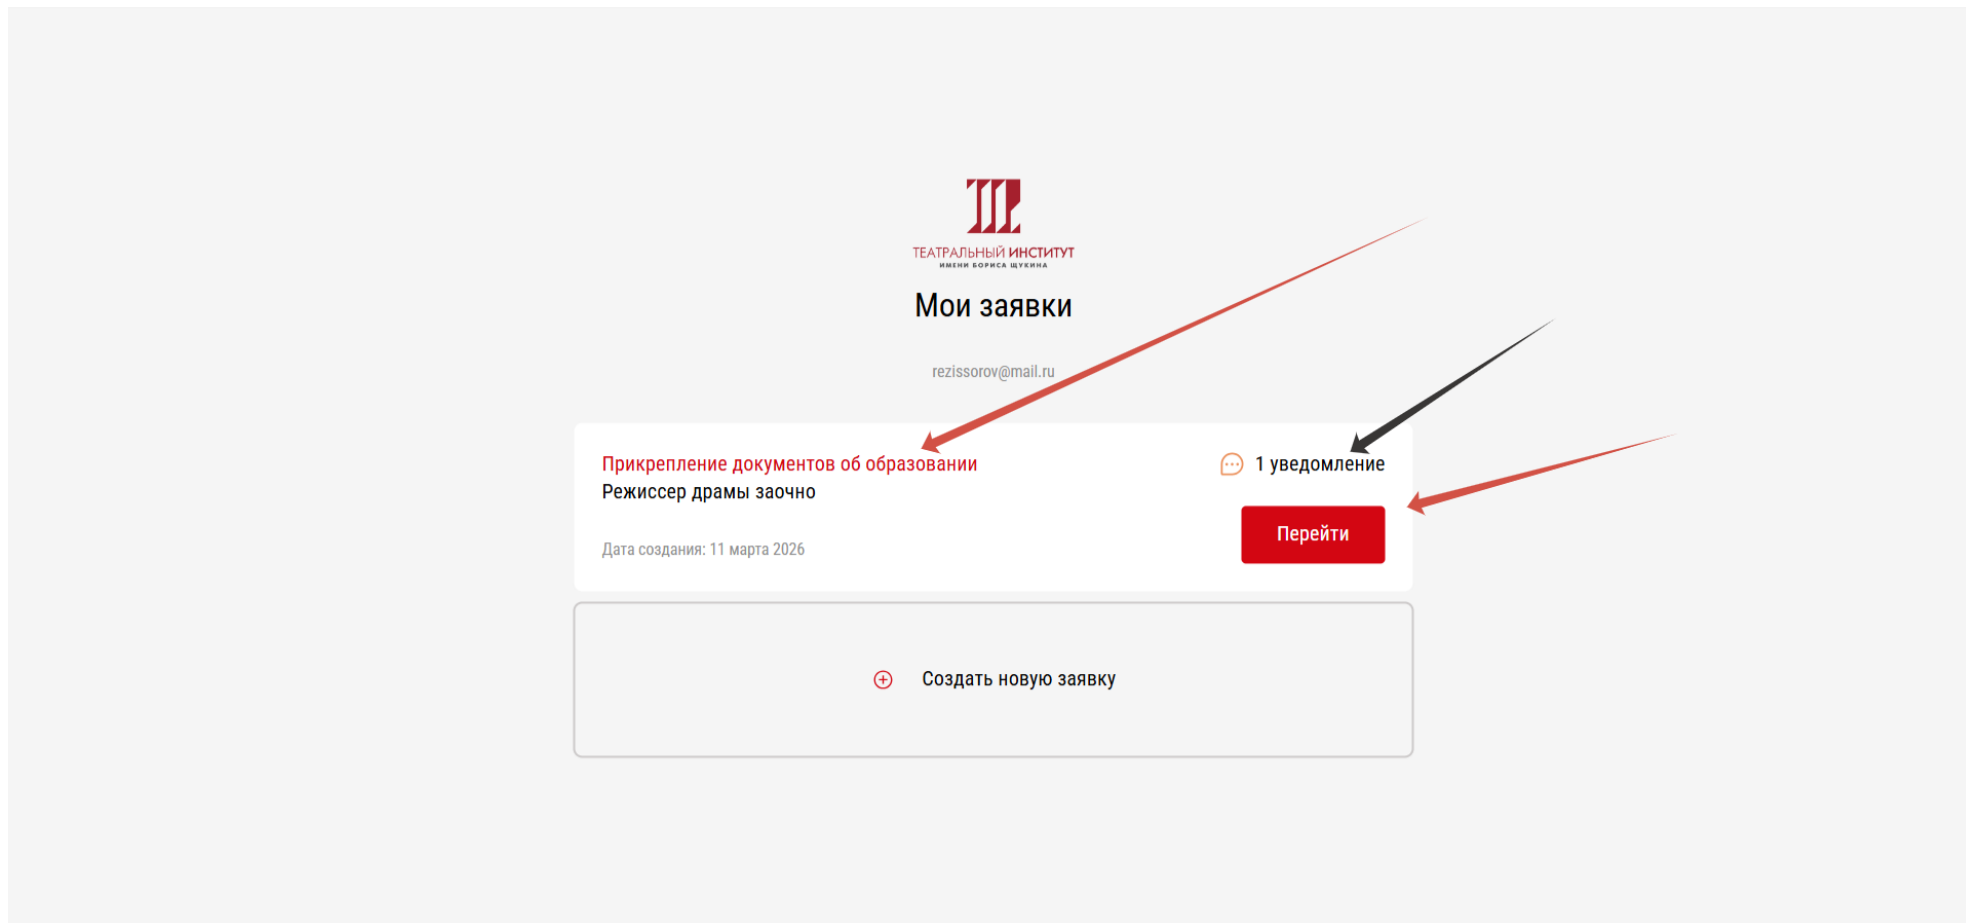 ТЕАТРАЛЬНЫЙ ИНСТИТУТ
ИМЕНИ БОРИСА ЩУКИНА
Мои заявки
rezissorov@mail.ru
Прикрепление документов об образовании
1 уведомление
Режиссер драмы заочно
Перейти
Дата создания: 11 марта 2026
Создать новую заявку